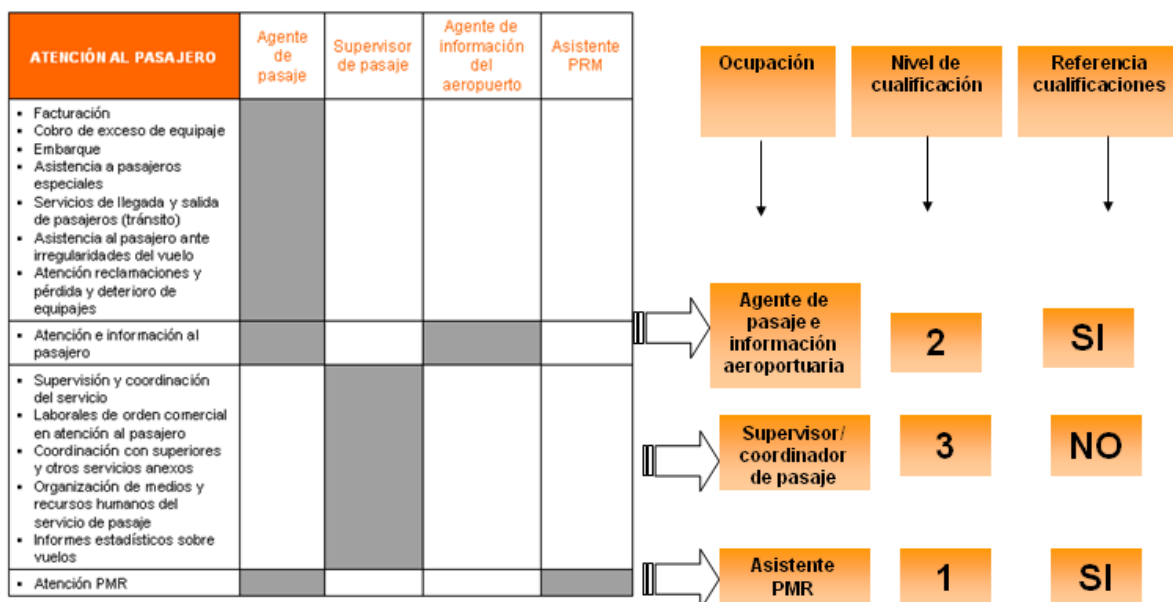 ATENCIÓN AL PASAJERO
Agente
de
pasaje
Supervisor
de pasaje
Agente de
información
del
aeropuerto
Asistente
PRM
▪ Facturación
▪ Cobro de exceso de equipaje
▪ Embarque
▪ Asistencia a pasajeros
especiales
▪ Servicios de llegada y salida
de pasajeros (tránsito)
▪ Asistencia al pasajero ante
irregularidades del vuelo
▪ Atención reclamaciones y
pérdida y deterioro de
equipajes
▪ Atención e información al
pasajero
▪ Supervisión y coordinación
del servicio
▪ Laborales de orden comercial
en atención al pasajero
▪ Coordinación con superiores
y otros servicios anexos
▪ Organización de medios y
recursos humanos del
servicio de pasaje
▪ Informes estadísticos sobre
vuelos
▪ Atención PMR
Ocupación
Nivel de
cualificación
Referencia
cualificaciones
Agente de
pasaje e
información
aeroportuaria
2
SI
Supervisor/
coordinador
de pasaje
3
NO
Asistente
PMR
1
SI